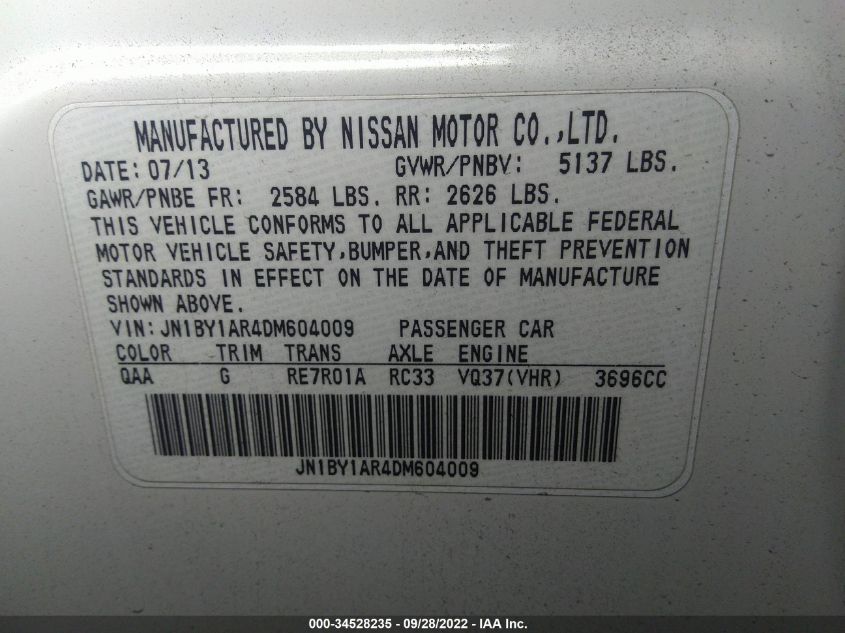 MANUFACTURED BY NISSAN MOTOR CO.,LTD.
DATE: 07/13 GVWR/PNBV: 5137 LBS.
GAWR/PNBE FR: 2584 LBS. RR: 2626 LBS.
THIS VEHICLE CONFORMS TO ALL APPLICABLE FEDERAL
MOTOR VEHICLE SAFETY,BUMPER,AND THEFT PREVENTION
STANDARDS IN EFFECT ON THE DATE OF MANUFACTURE
SHOWN ABOVE.
VIN:JN1BY1AR4DM604009 PASSENGER CAR
COLOR TRIM TRANS AXLE ENGINE
QAA G RE7R01A RC33 VQ37(VHR) 3696CC
JN1BY1AR4DM604009
000-34528235 - 09/28/2022 - IAA Inc.